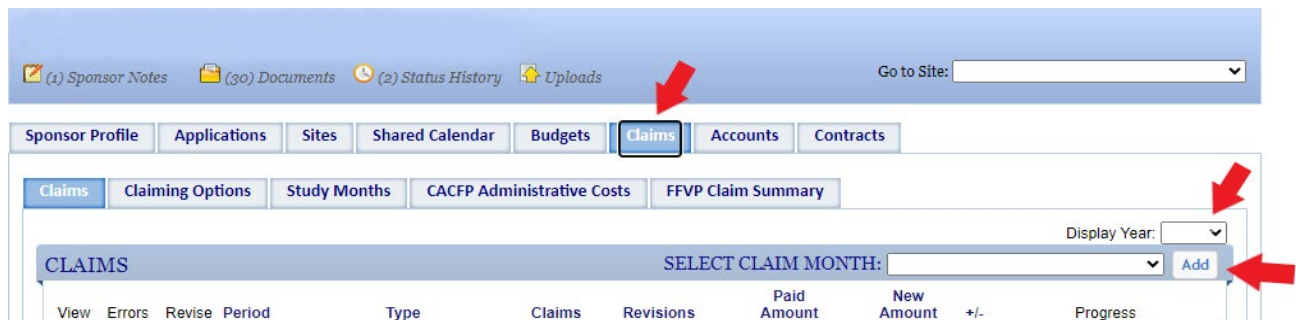 (1) Sponsor Notes (30) Documents (2) Status History Uploads Go to Site:
Sponsor Profile Applications Sites Shared Calendar Budgets Claims Accounts Contracts
Claims Claiming Options Study Months CACFP Administrative Costs FFVP Claim Summary
Display Year:
CLAIMS SELECT CLAIM MONTH: Add
View Errors Revise Period Type Claims Revisions Paid Amount New Amount +/- Progress